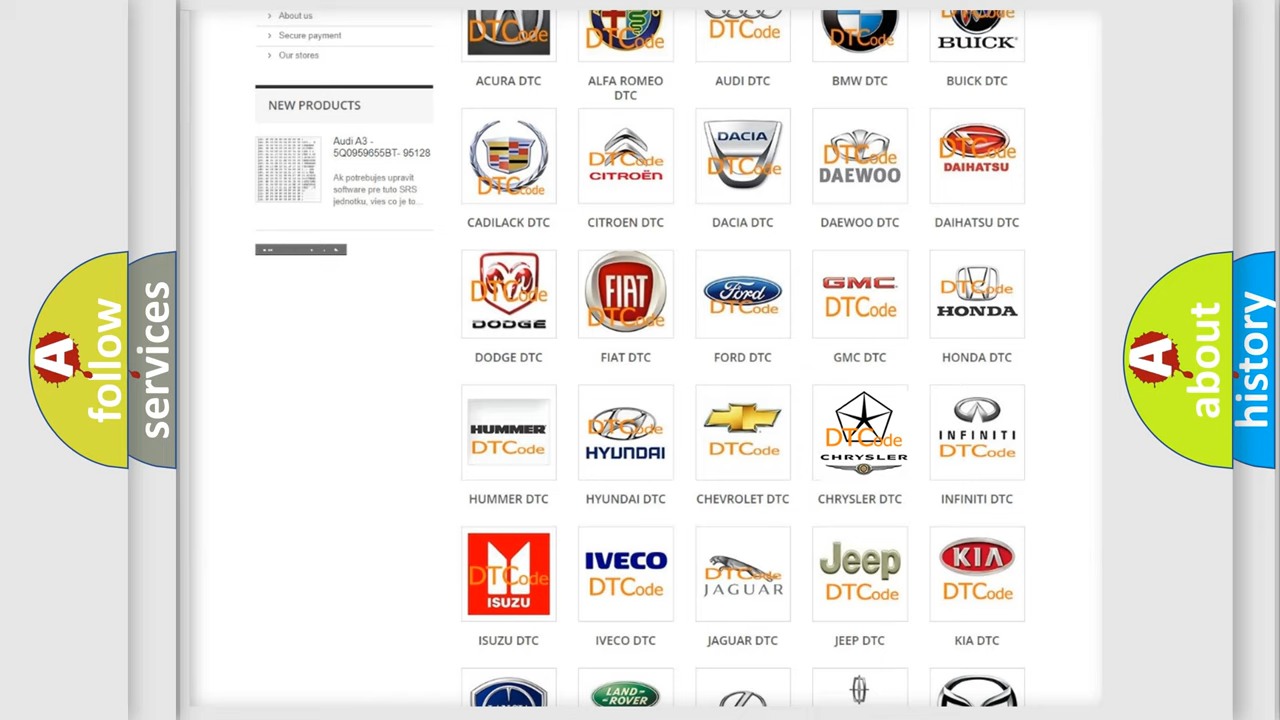 About us
Secure payment
Our stores
NEW PRODUCTS
Audi A3 -
5Q0959655BT- 95128
Ak potrebujes upravit
software pre tuto SRS
jednotku, vies co je to...
DTCode
DTCode
DTCode
DTCode
BUICK
ACURA DTC
ALFA ROMEO
DTC
AUDI DTC
BMW DTC
BUICK DTC
DTCode
DTCode
CITROËN
DACIA
DTCode
DTCode
DAEWOO
DTCode
DAIHATSU
CADILACK DTC
CITROEN DTC
DACIA DTC
DAEWOO DTC
DAIHATSU DTC
DTCode
DODGE
FIAT
DTCode
Ford
DTCode
GMC
DTCode
DTCode
HONDA
DODGE DTC
FIAT DTC
FORD DTC
GMC DTC
HONDA DTC
HUMMER
DTCode
DTCode
HYUNDAI
DTCode
DTCode
CHRYSLER
INFINITI
DTCode
HUMMER DTC
HYUNDAI DTC
CHEVROLET DTC
CHRYSLER DTC
INFINITI DTC
DTCode
ISUZU
IVECO
DTCode
DTCode
JAGUAR
Jeep
DTCode
KIA
DTCode
ISUZU DTC
IVECO DTC
JAGUAR DTC
JEEP DTC
KIA DTC
LAND-
ROVER
A
follow
services
A
about
history